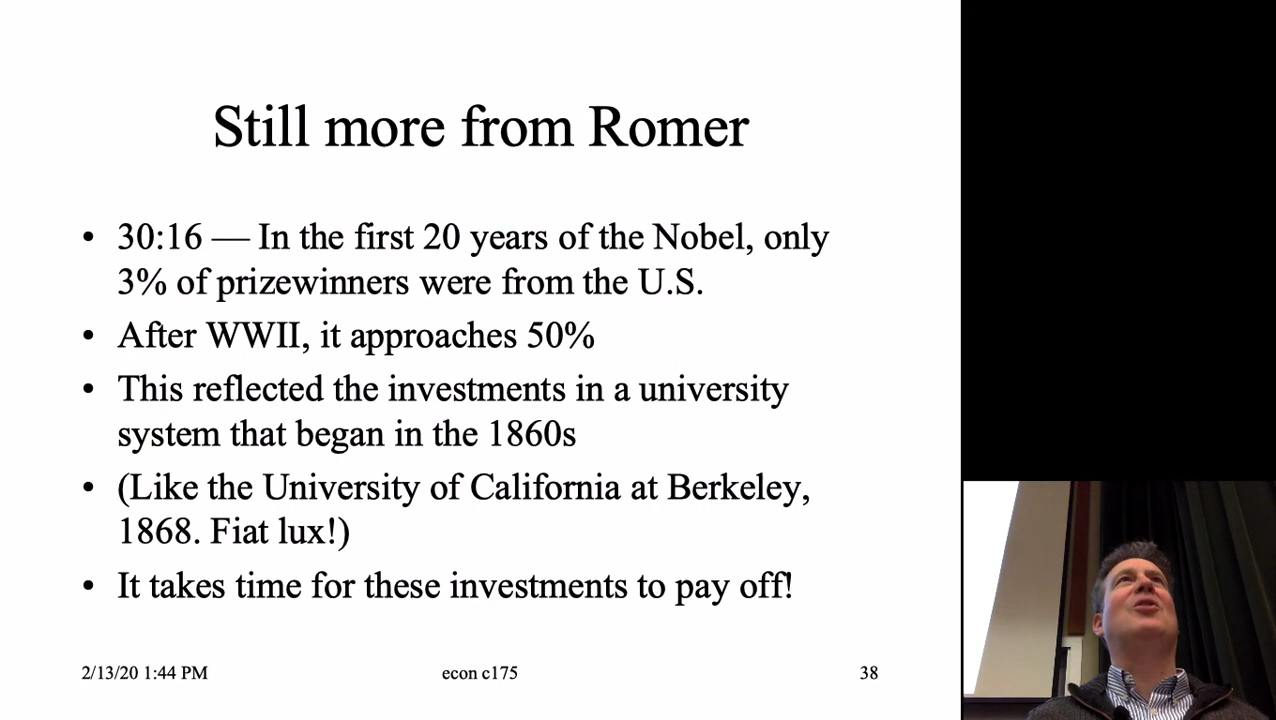 Still more from Romer
• 30:16 — In the first 20 years of the Nobel, only
3% of prizewinners were from the U.S.
• After WWII, it approaches 50%
• This reflected the investments in a university
system that began in the 1860s
• (Like the University of California at Berkeley,
1868. Fiat lux!)
• It takes time for these investments to pay off!
2/13/20 1:44 PM
econ c175
38